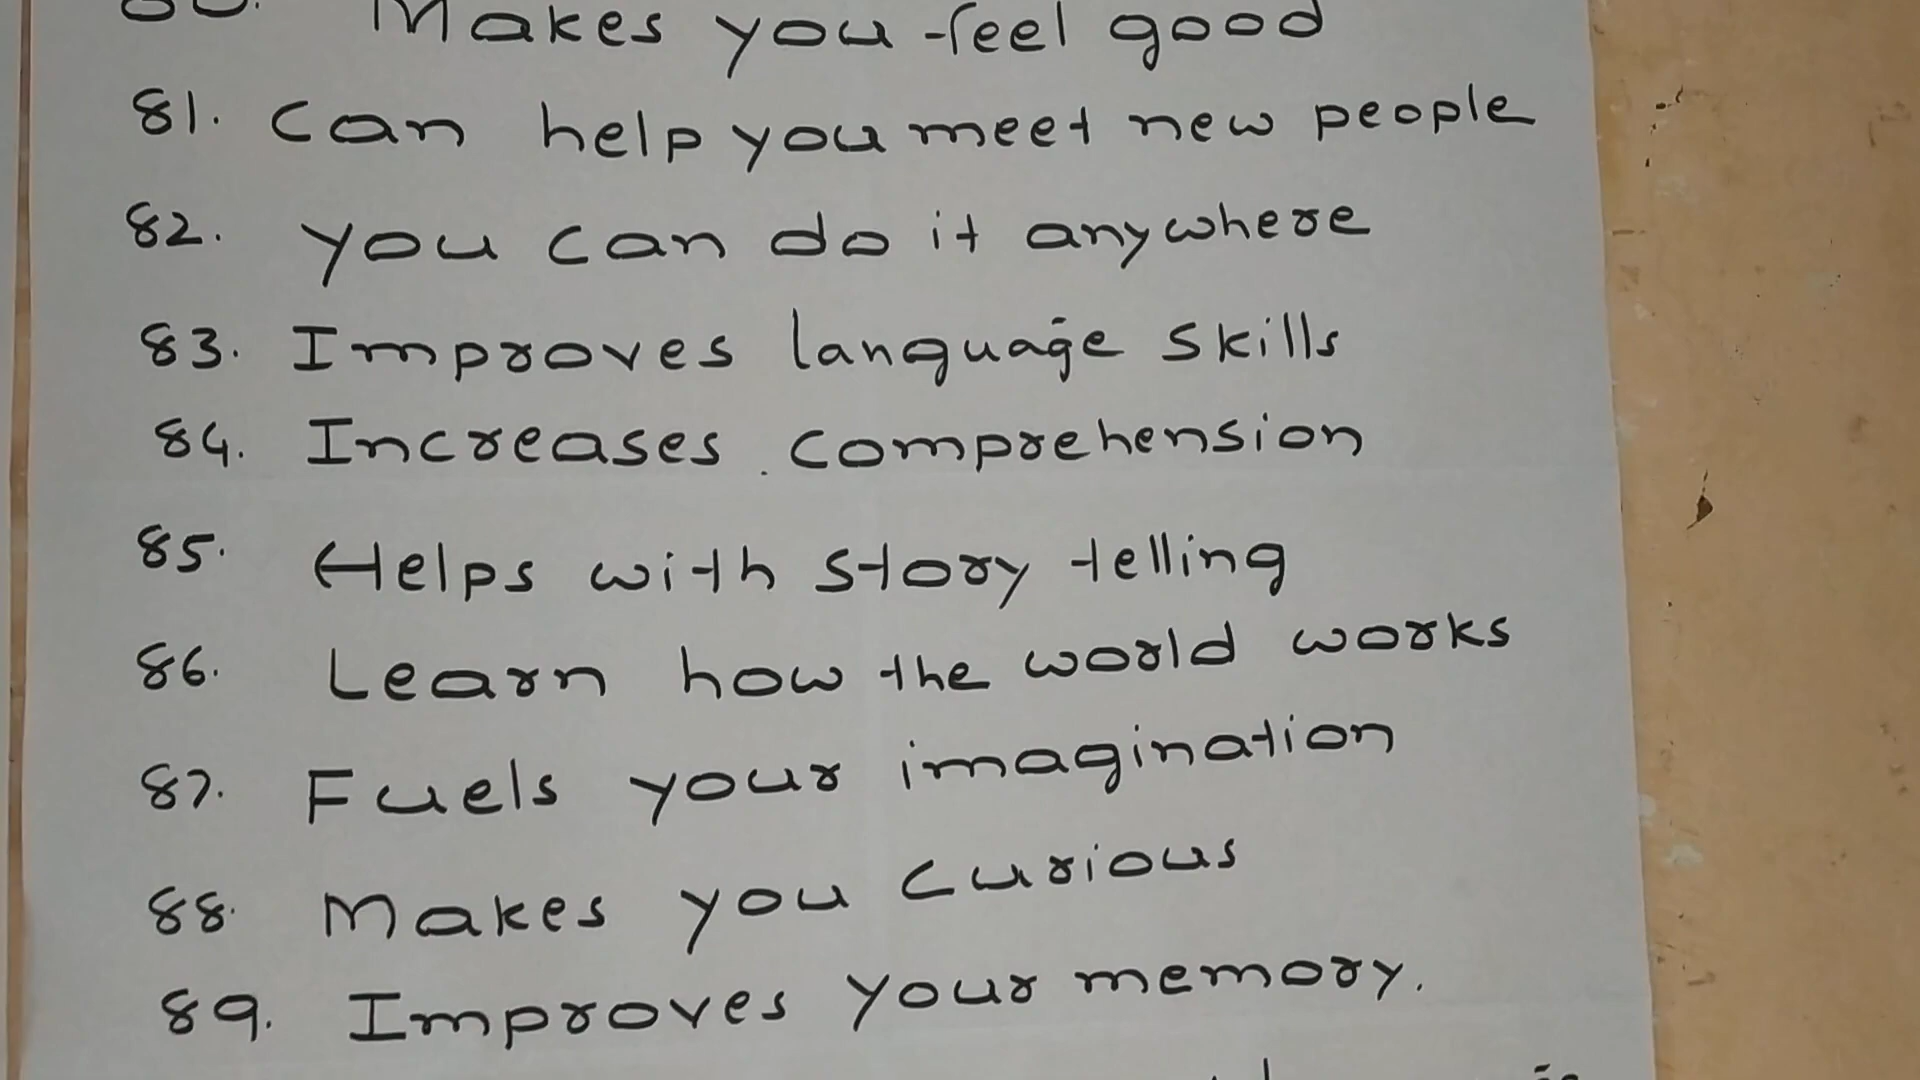 Makes you feel good
81. Can help you meet new people
82. You can do it anywhere
83. Improves language skills
84. Increases comprehension
85. Helps with story telling
86. Learn how the world works
87. Fuels your imagination
88. Makes you curious
89. Improves your memory.